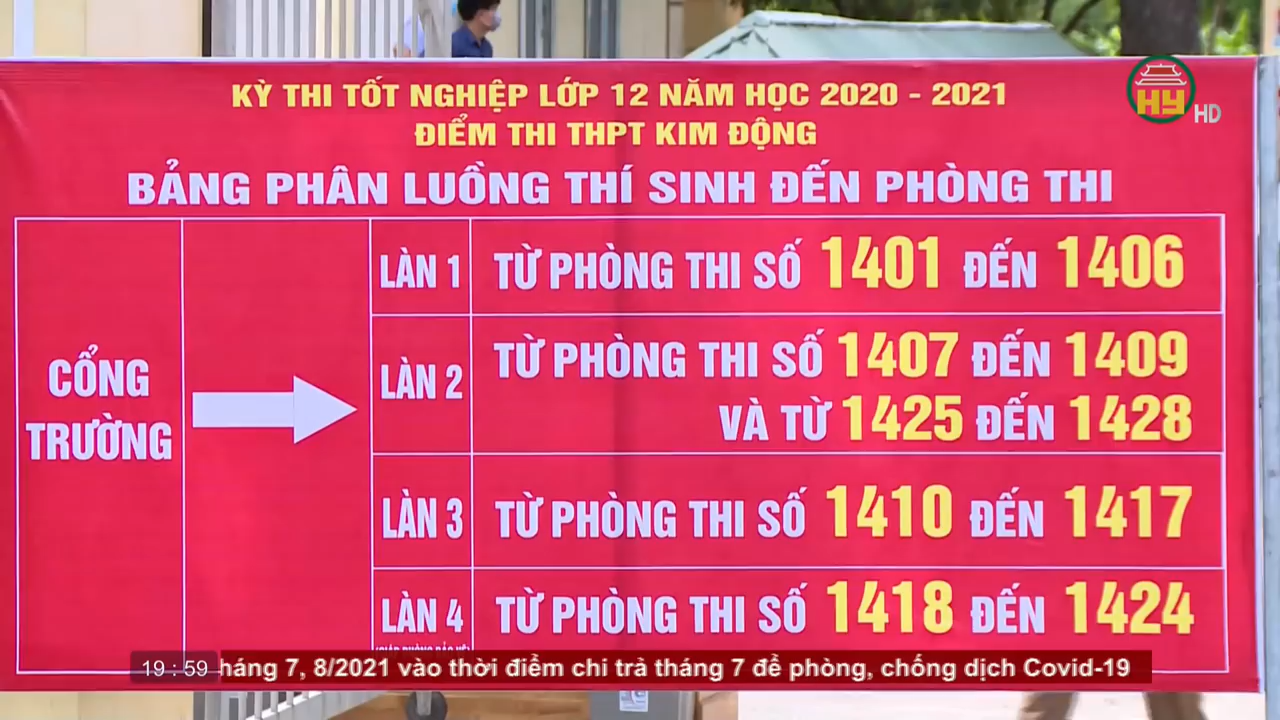 KỲ THI TỐT NGHIỆP LỚP 12 NĂM HỌC 2020 - 2021
ĐIỂM THI THPT KIM ĐỘNG
HY HD
BẢNG PHÂN LUỒNG THÍ SINH ĐẾN PHÒNG THI
CỔNG
TRƯỜNG
LÀN 1 TỪ PHÒNG THI SỐ 1401 ĐẾN 1406
LÀN 2 TỪ PHÒNG THI SỐ 1407 ĐẾN 1409
VÀ TỪ 1425 ĐẾN 1428
LÀN 3 TỪ PHÒNG THI SỐ 1410 ĐẾN 1417
LÀN 4 TỪ PHÒNG THI SỐ 1418 ĐẾN 1424
19 : 59 háng 7, 8/2021 vào thời điểm chi trả tháng 7 để phòng, chống dịch Covid-19